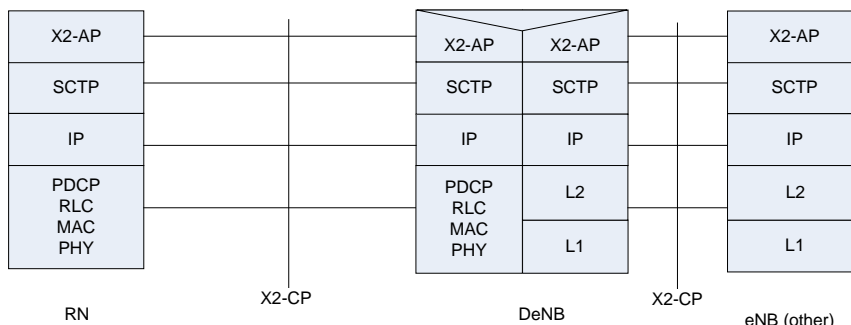 X2-AP
SCTP
IP
PDCP
RLC
MAC
PHY
RN
X2-CP
X2-AP X2-AP
SCTP SCTP
IP IP
PDCP
RLC
MAC
PHY
L2
L1
DeNB
X2-CP
X2-AP
SCTP
IP
L2
L1
eNB (other)